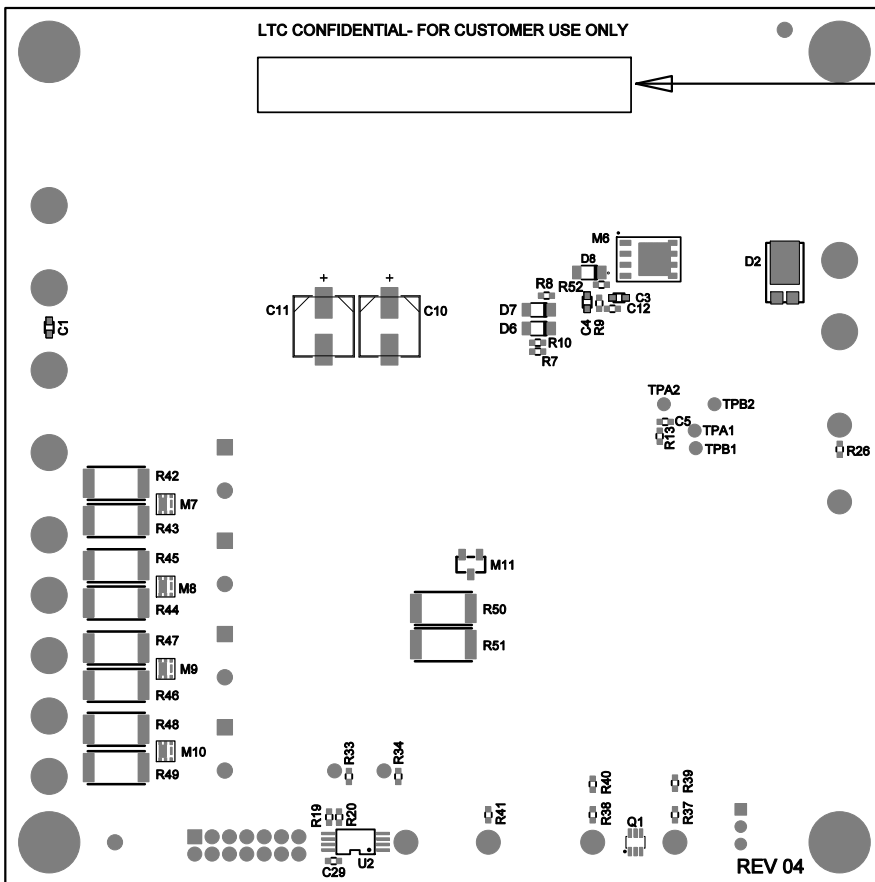 LTC CONFIDENTIAL- FOR CUSTOMER USE ONLY
M6
D8
D2
R8
R52
C3
C12
C4
R9
D7
D6
R10
R7
+
+
C11
C10
C1
TPA2
TPB2
C5
TPA1
R13
TPB1
R26
R42
M7
R43
R45
M8
R44
R47
M9
R46
R48
M10
R49
M11
R50
R51
R33
R34
R40
R39
R19
R20
R41
R38
Q1
R37
U2
C29
REV 04